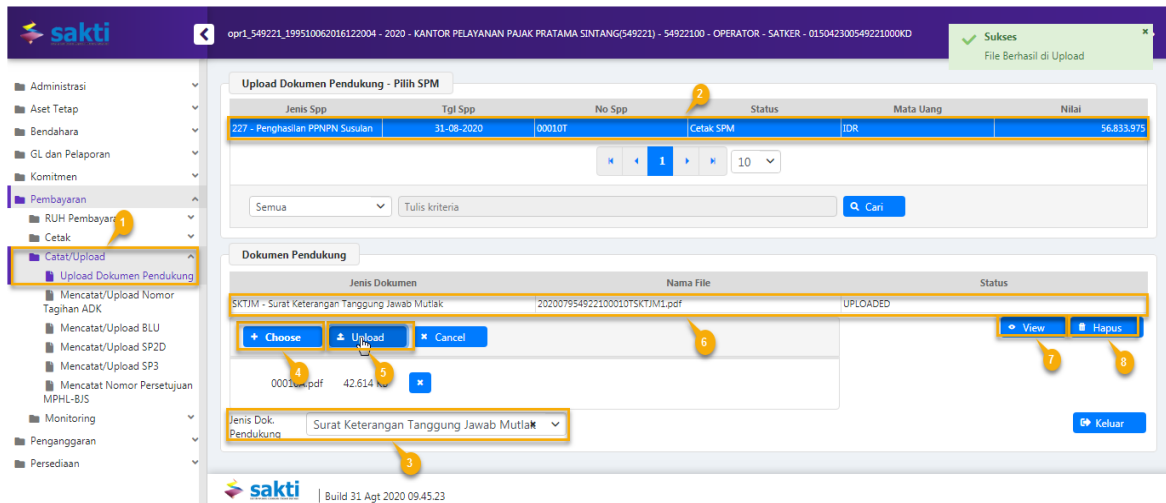 sakti
opr1_549221_199510062016122004 - 2020 - KANTOR PELAYANAN PAJAK PRATAMA SINTANG(549221) - 54922100 - OPERATOR - SATKER - 015042300549221000KD
Sukses
File Berhasil di Upload
Administrasi
Aset Tetap
Bendahara
GL dan Pelaporan
Komitmen
Pembayaran
RUH Pembayaran
1
Cetak
Catat/Upload
Upload Dokumen Pendukung
Mencatat/Upload Nomor
Tagihan ADK
Mencatat/Upload BLU
Mencatat/Upload SP2D
Mencatat/Upload SP3
Mencatat Nomor Persetujuan
MPHL-BJS
Monitoring
Penganggaran
Persediaan
Upload Dokumen Pendukung - Pilih SPM
2
Jenis Spp Tgl Spp No Spp Status Mata Uang Nilai
227 - Penghasilan PPNPN Susulan 31-08-2020 00010T Cetak SPM IDR 56.833.975
1 10
Semua Tulis kriteria Cari
Dokumen Pendukung
Jenis Dokumen Nama File Status
SKTJM - Surat Keterangan Tanggung Jawab Mutlak 202007954922100010TSKTJM1.pdf UPLOADED
+ Choose Upload Cancel View Hapus
4 5 6 7 8
42.614 KB
Jenis Dok.
Pendukung
Surat Keterangan Tanggung Jawab Mutlak
Keluar
3
sakti
Build 31 Agt 2020 09.45.23